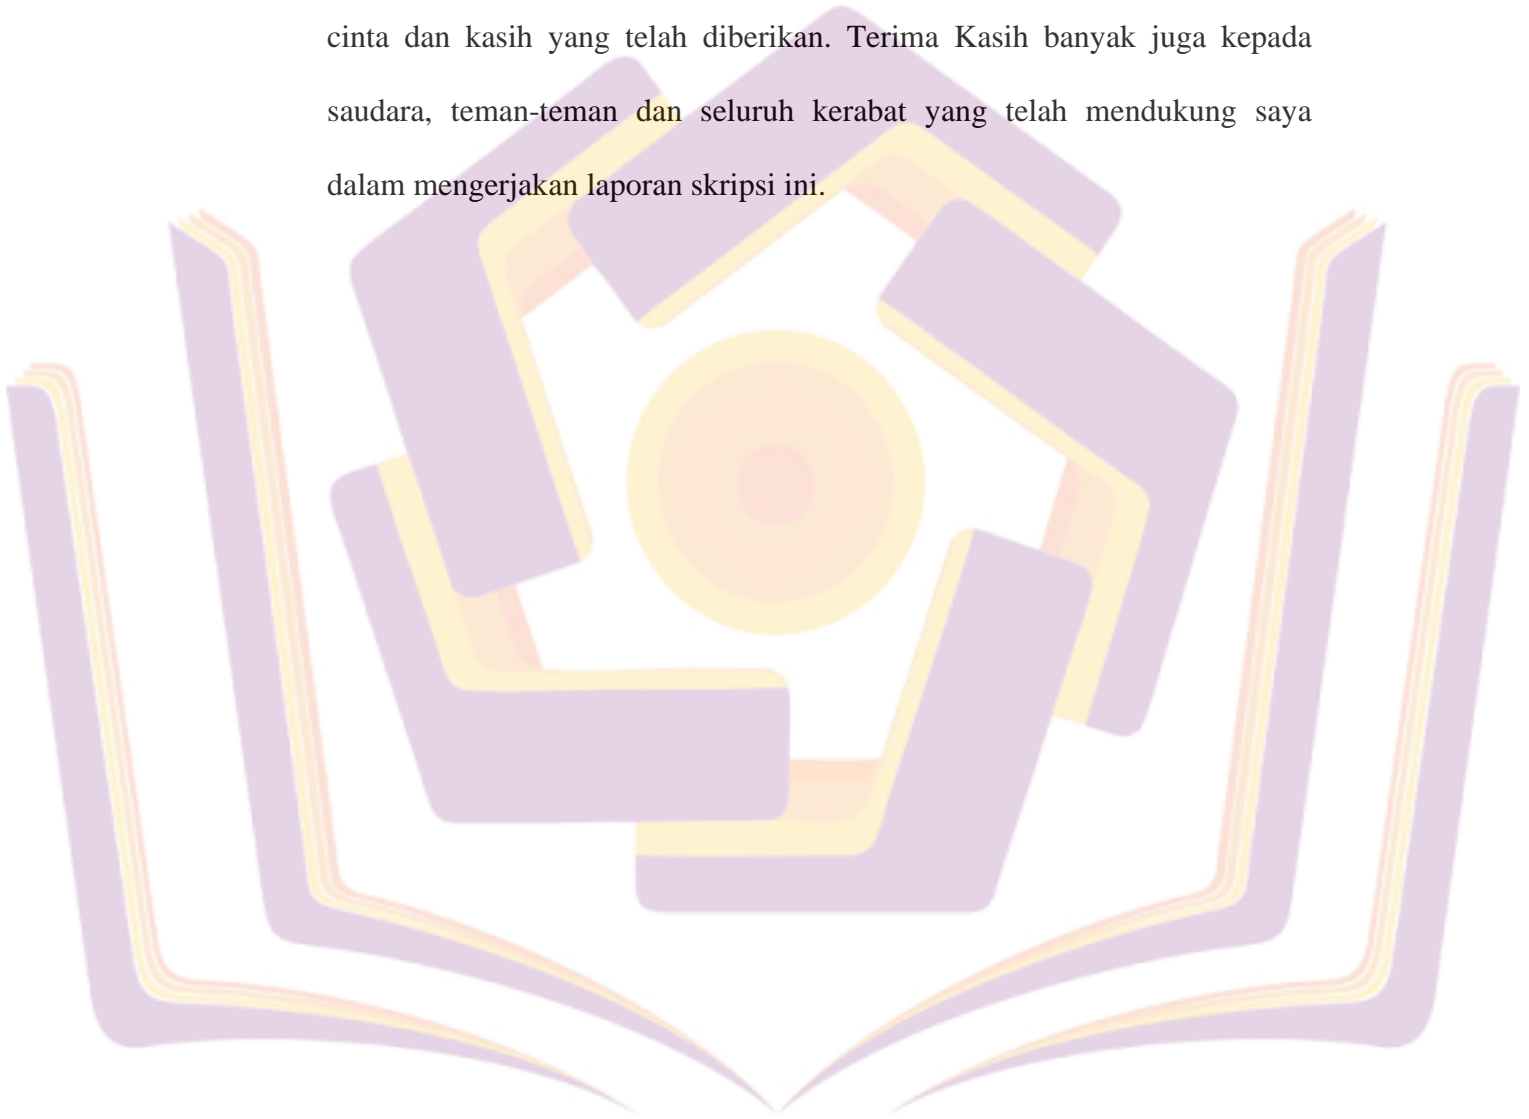 cinta dan kasih yang telah diberikan. Terima Kasih banyak juga kepada
saudara, teman-teman dan seluruh kerabat yang telah mendukung saya
dalam mengerjakan laporan skripsi ini.